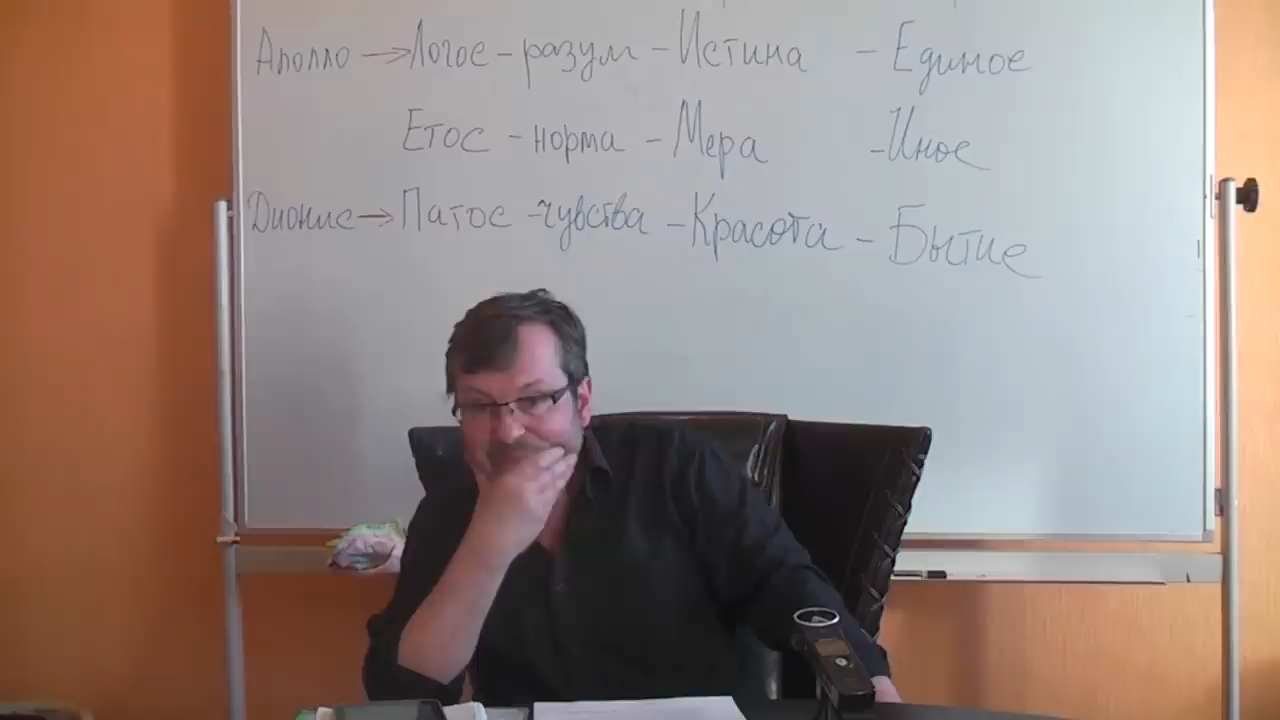 Аполло → Логос - разум - Истина - Единое
Етос - норма - Мера - Иное
Дионис → Патос - чувства - Красота - Бытие